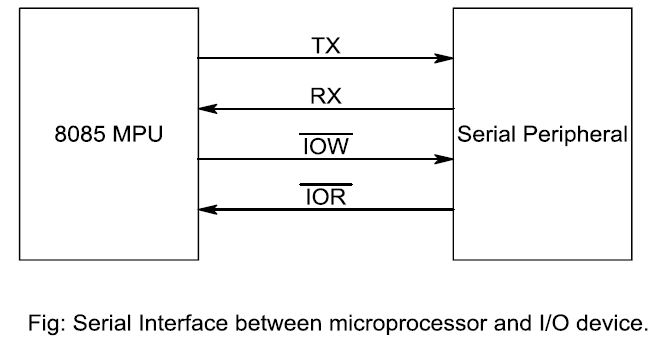 TX
RX
8085 MPU
Serial Peripheral
IOW
IOR
Fig: Serial Interface between microprocessor and I/O device.